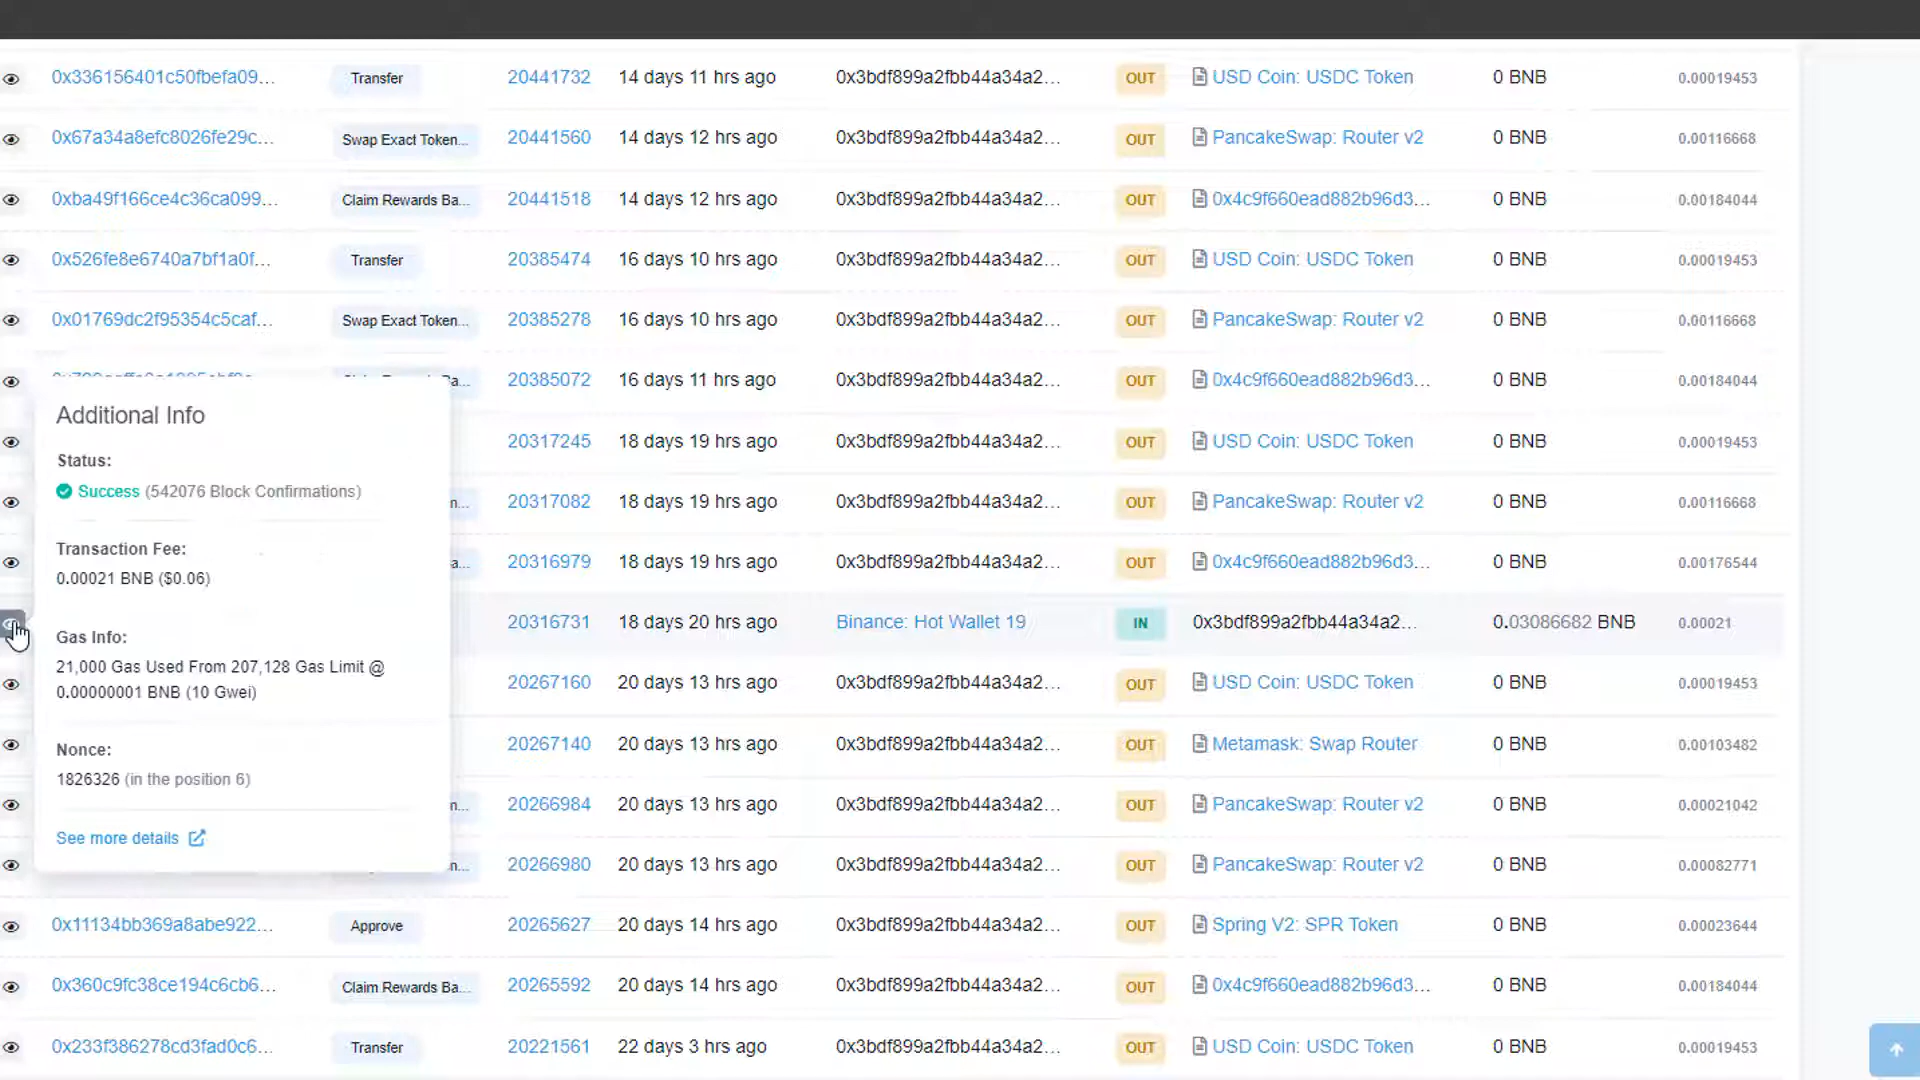 0x336156401c50fbefa09... Transfer 20441732 14 days 11 hrs ago 0x3bdf899a2fbb44a34a2... OUT USD Coin: USDC Token 0 BNB 0.00019453
0x67a34a8efc8026fe29c... Swap Exact Token... 20441560 14 days 12 hrs ago 0x3bdf899a2fbb44a34a2... OUT PancakeSwap: Router v2 0 BNB 0.00116668
0xba49f166ce4c36ca099... Claim Rewards Ba... 20441518 14 days 12 hrs ago 0x3bdf899a2fbb44a34a2... OUT 0x4c9f660ead882b96d3... 0 BNB 0.00184044
0x526fe8e6740a7bf1a0f... Transfer 20385474 16 days 10 hrs ago 0x3bdf899a2fbb44a34a2... OUT USD Coin: USDC Token 0 BNB 0.00019453
0x01769dc2f95354c5caf... Swap Exact Token... 20385278 16 days 10 hrs ago 0x3bdf899a2fbb44a34a2... OUT PancakeSwap: Router v2 0 BNB 0.00116668
20385072 16 days 11 hrs ago 0x3bdf899a2fbb44a34a2... OUT 0x4c9f660ead882b96d3... 0 BNB 0.00184044
20317245 18 days 19 hrs ago 0x3bdf899a2fbb44a34a2... OUT USD Coin: USDC Token 0 BNB 0.00019453
n... 20317082 18 days 19 hrs ago 0x3bdf899a2fbb44a34a2... OUT PancakeSwap: Router v2 0 BNB 0.00116668
a... 20316979 18 days 19 hrs ago 0x3bdf899a2fbb44a34a2... OUT 0x4c9f660ead882b96d3... 0 BNB 0.00176544
20316731 18 days 20 hrs ago Binance: Hot Wallet 19 IN 0x3bdf899a2fbb44a34a2... 0.03086682 BNB 0.00021
20267160 20 days 13 hrs ago 0x3bdf899a2fbb44a34a2... OUT USD Coin: USDC Token 0 BNB 0.00019453
20267140 20 days 13 hrs ago 0x3bdf899a2fbb44a34a2... OUT Metamask: Swap Router 0 BNB 0.00103482
n... 20266984 20 days 13 hrs ago 0x3bdf899a2fbb44a34a2... OUT PancakeSwap: Router v2 0 BNB 0.00021042
n... 20266980 20 days 13 hrs ago 0x3bdf899a2fbb44a34a2... OUT PancakeSwap: Router v2 0 BNB 0.00082771
0x11134bb369a8abe922... Approve 20265627 20 days 14 hrs ago 0x3bdf899a2fbb44a34a2... OUT Spring V2: SPR Token 0 BNB 0.00023644
0x360c9fc38ce194c6cb6... Claim Rewards Ba... 20265592 20 days 14 hrs ago 0x3bdf899a2fbb44a34a2... OUT 0x4c9f660ead882b96d3... 0 BNB 0.00184044
0x233f386278cd3fad0c6... Transfer 20221561 22 days 3 hrs ago 0x3bdf899a2fbb44a34a2... OUT USD Coin: USDC Token 0 BNB 0.00019453
Additional Info
Status:
Success (542076 Block Confirmations)
Transaction Fee:
0.00021 BNB ($0.06)
Gas Info:
21,000 Gas Used From 207,128 Gas Limit @
0.00000001 BNB (10 Gwei)
Nonce:
1826326 (in the position 6)
See more details